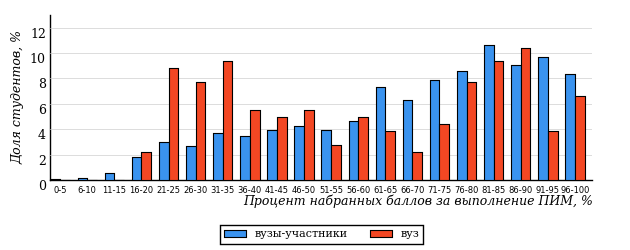 Доля студентов, %
12
10
8
6
4
2
0
0-5 6-10 11-15 16-20 21-25 26-30 31-35 36-40 41-45 46-50 51-55 56-60 61-65 66-70 71-75 76-80 81-85 86-90 91-95 96-100
Процент набранных баллов за выполнение ПИМ, %
вузы-участники вуз